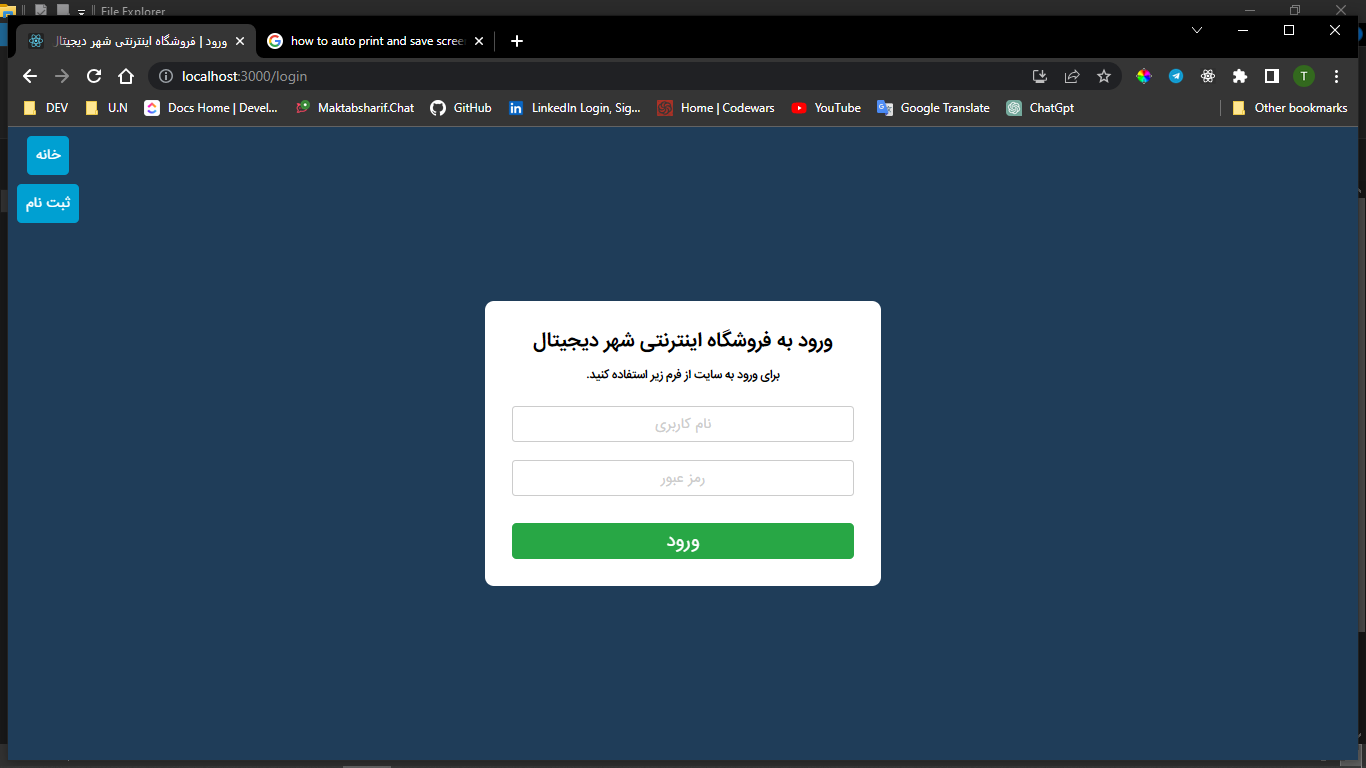 File Explorer
ورود | فروشگاه اینترنتی شهر دیجیتال
how to auto print and save scree
localhost:3000/login
T
DEV
U.N
Docs Home | Devel...
Maktabsharif.Chat
GitHub
LinkedIn Login, Sig...
Home | Codewars
YouTube
Google Translate
ChatGpt
Other bookmarks
خانه
ثبت نام
ورود به فروشگاه اینترنتی شهر دیجیتال
برای ورود به سایت از فرم زیر استفاده کنید.
نام کاربری
رمز عبور
ورود